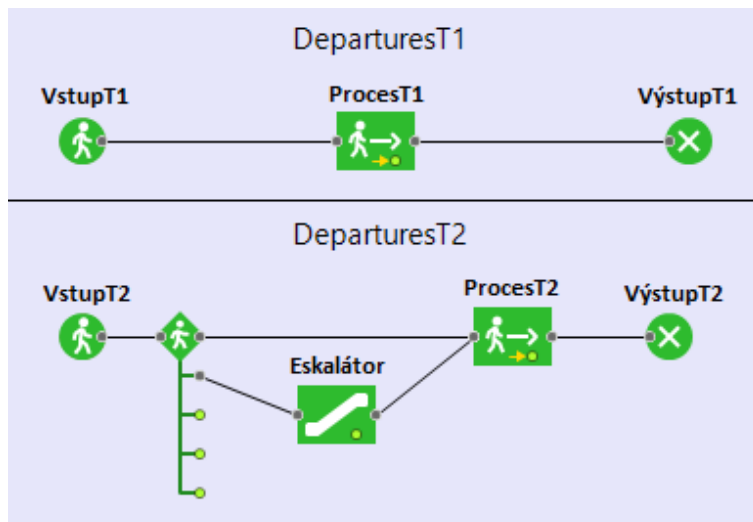 DeparturesT1
VstupT1
ProcesT1
VýstupT1
DeparturesT2
VstupT2
ProcesT2
VýstupT2
Eskalátor